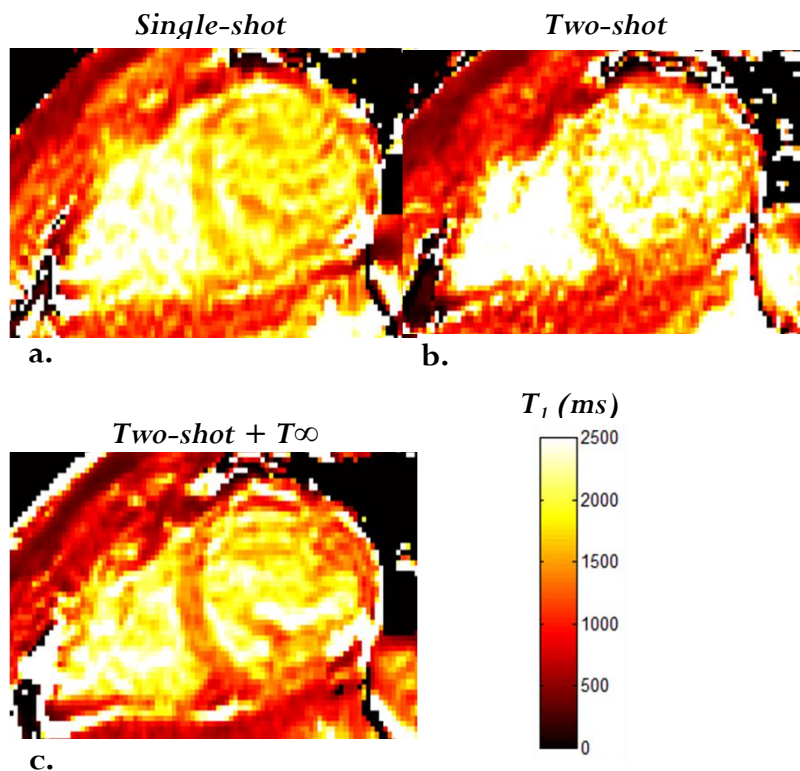 Single-shot
Two-shot
a.
b.
Two-shot + T∞
T1 (ms)
2500
2000
1500
1000
500
0
c.